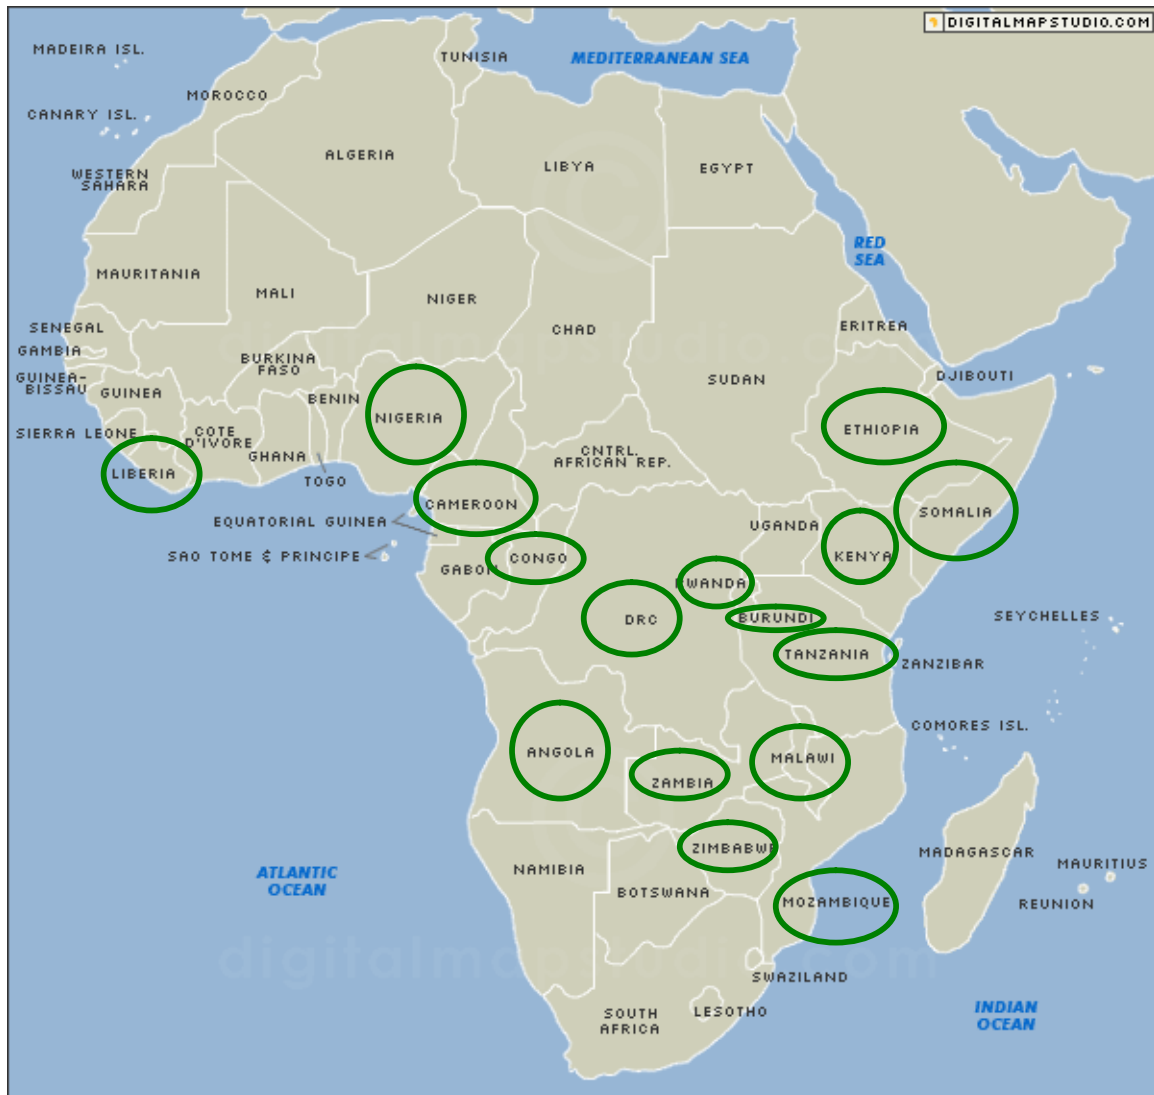 DIGITALMAPSTUDIO.COM
MADEIRA ISL.
TUNISIA
MEDITERRANEAN SEA
MOROCCO
CANARY ISL.
ALGERIA
LIBYA
EGYPT
WESTERN
SAHARA
RED
SEA
MAURITANIA
MALI
NIGER
CHAD
ERITREA
SENEGAL
GAMBIA
digitalmapstudio.com
BURKINA
FASO
SUDAN
DJIBOUTI
GUINEA-
BISSAU
GUINEA
BENIN
NIGERIA
ETHIOPIA
SIERRA LEONE
COTE
D'IVORE
GHANA
CNTRL.
AFRICAN REP.
LIBERIA
TOGO
CAMEROON
SOMALIA
EQUATORIAL GUINEA
UGANDA
SAO TOME & PRINCIPE
GABON
CONGO
KENYA
RWANDA
DRC
BURUNDI
SEYCHELLES
TANZANIA
ZANZIBAR
COMORES ISL.
ANGOLA
MALAWI
ZAMBIA
ZIMBABWE
MADAGASCAR
MAURITIUS
ATLANTIC
OCEAN
NAMIBIA
BOTSWANA
MOZAMBIQUE
REUNION
digitalmapstudio.com
SWAZILAND
SOUTH
AFRICA
LESOTHO
INDIAN
OCEAN